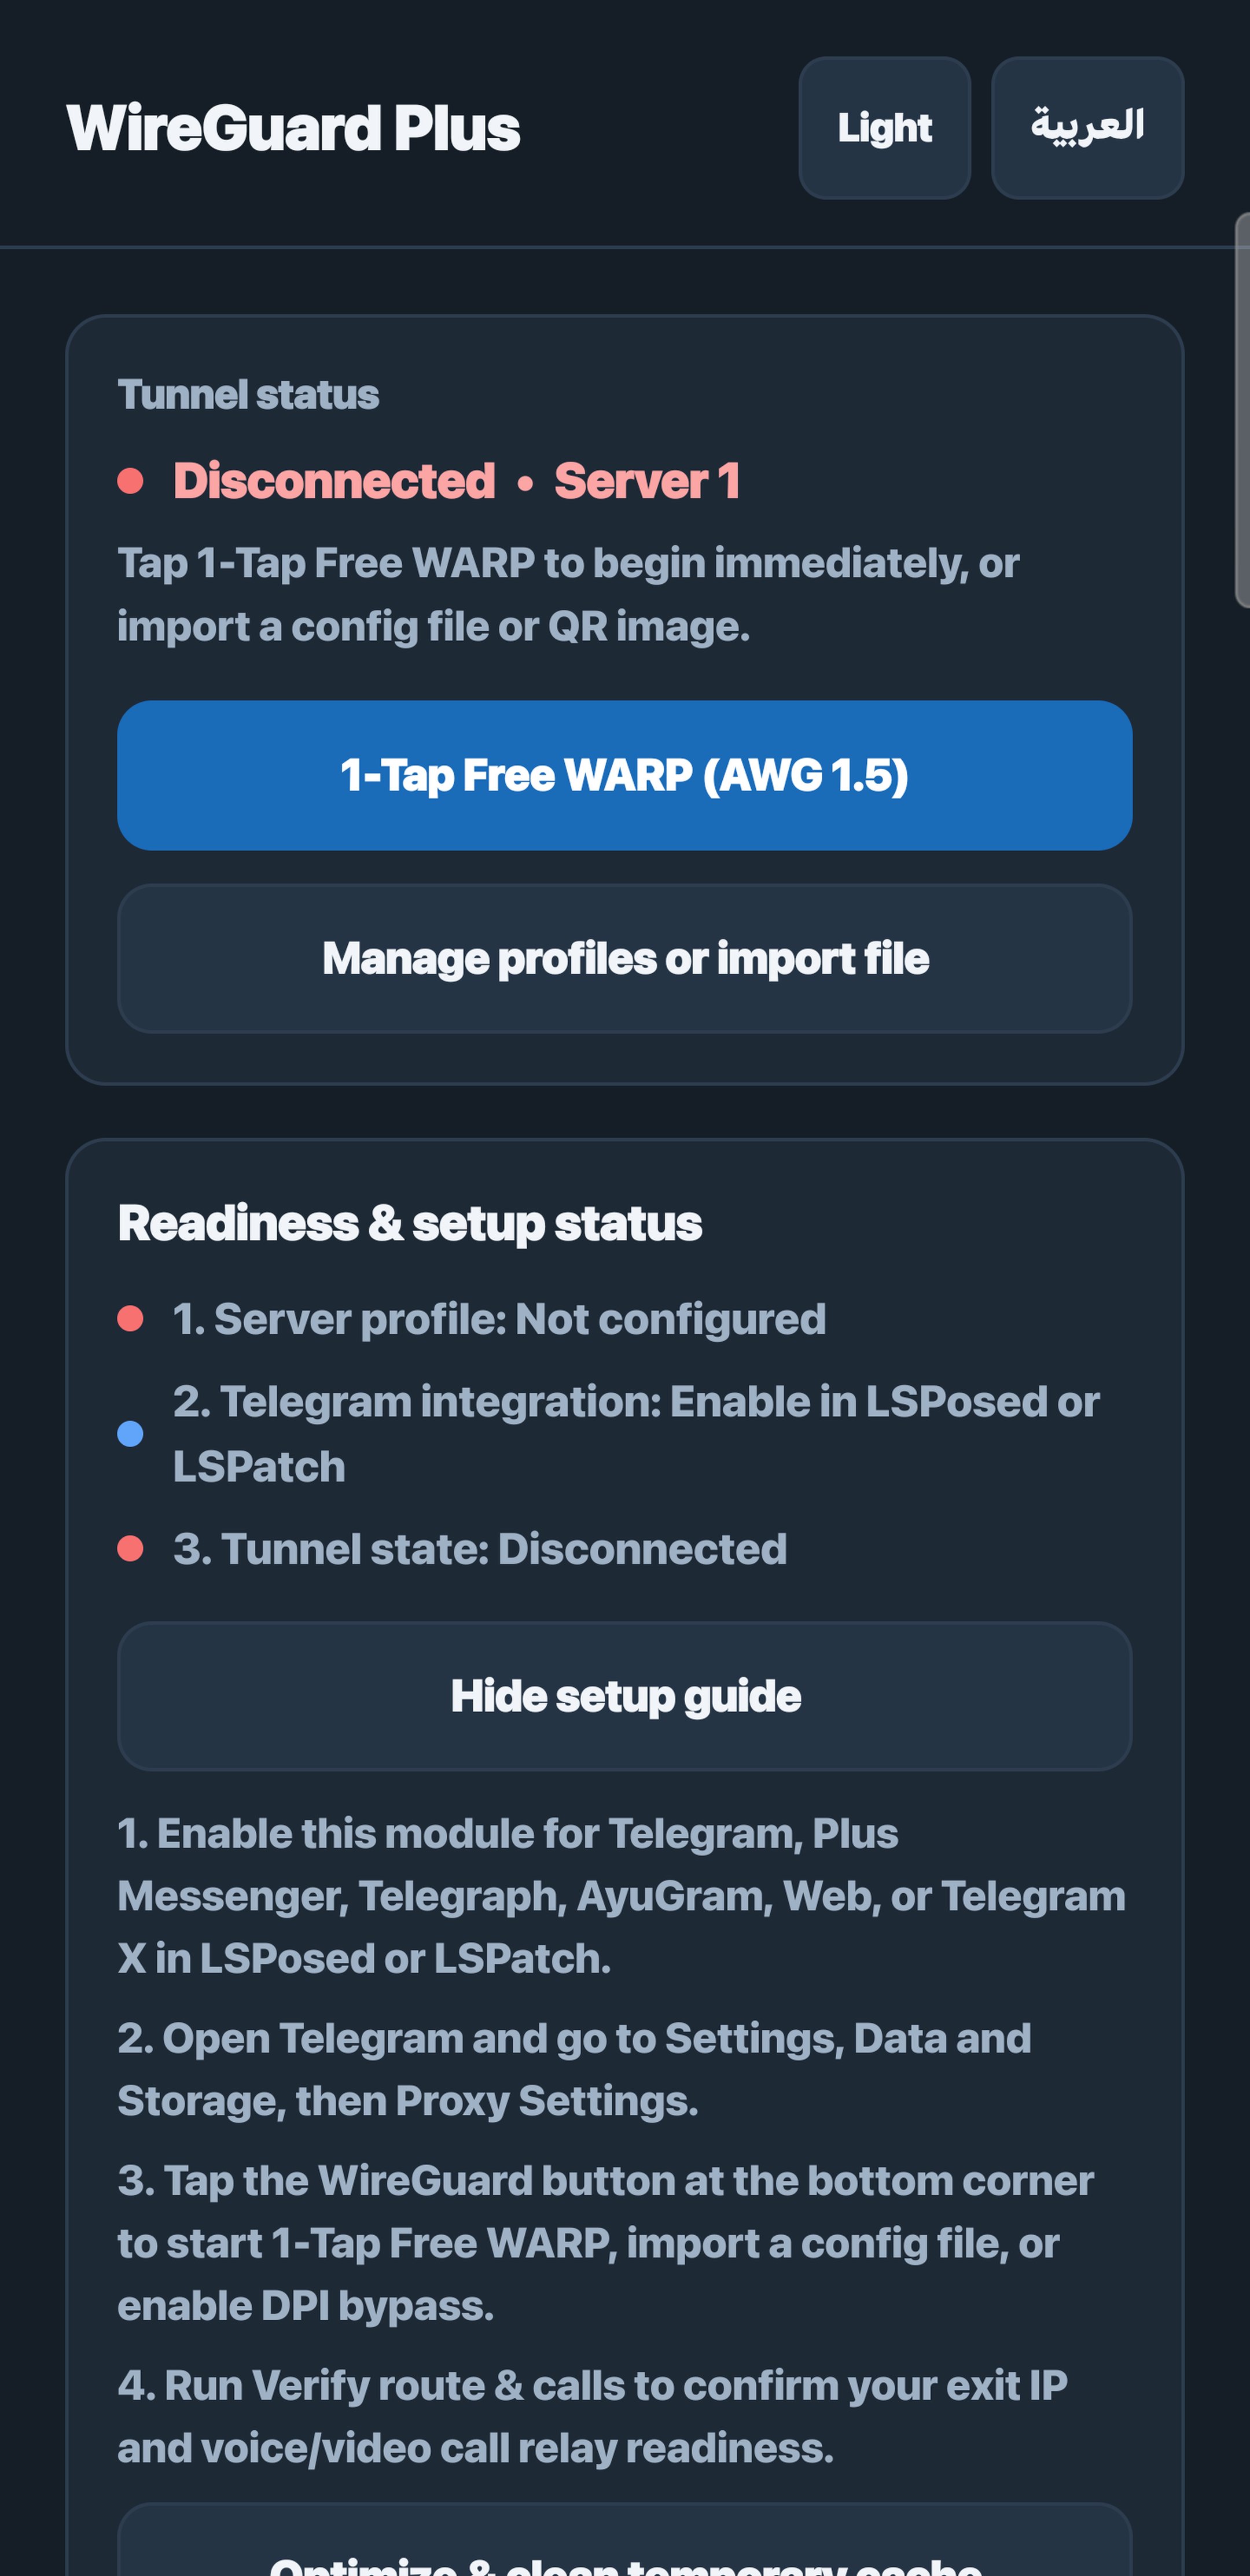 WireGuard Plus
Light
العربية
Tunnel status
Disconnected • Server 1
Tap 1-Tap Free WARP to begin immediately, or
import a config file or QR image.
1-Tap Free WARP (AWG 1.5)
Manage profiles or import file
Readiness & setup status
1. Server profile: Not configured
2. Telegram integration: Enable in LSPosed or
LSPatch
3. Tunnel state: Disconnected
Hide setup guide
1. Enable this module for Telegram, Plus
Messenger, Telegraph, AyuGram, Web, or Telegram
X in LSPosed or LSPatch.
2. Open Telegram and go to Settings, Data and
Storage, then Proxy Settings.
3. Tap the WireGuard button at the bottom corner
to start 1-Tap Free WARP, import a config file, or
enable DPI bypass.
4. Run Verify route & calls to confirm your exit IP
and voice/video call relay readiness.
Optimize & clean temporary cache